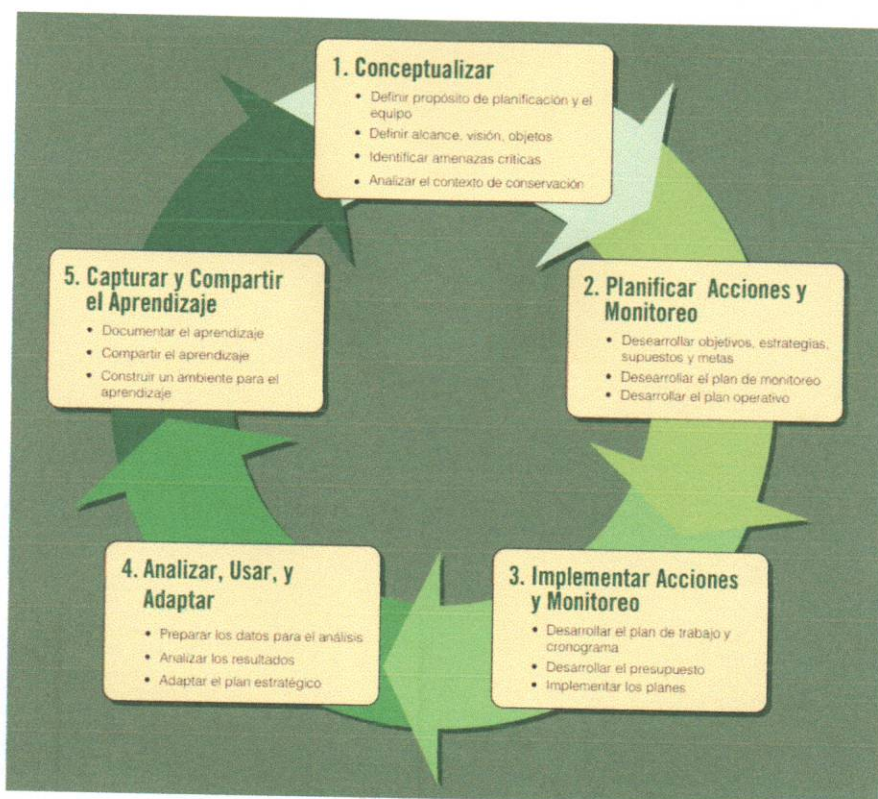 1. Conceptualizar
• Definir propósito de planificación y el
equipo
• Definir alcance, visión, objetos
• Identificar amenazas críticas
• Analizar el contexto de conservación
2. Planificar Acciones y
Monitoreo
• Desearrollar objetivos, estrategias,
supuestos y metas
• Desearrollar el plan de monitoreo
• Desarrollar el plan operativo
3. Implementar Acciones
y Monitoreo
• Desarrollar el plan de trabajo y
cronograma
• Desarrollar el presupuesto
• Implementar los planes
4. Analizar, Usar, y
Adaptar
• Preparar los datos para el análisis
• Analizar los resultados
• Adaptar el plan estratégico
5. Capturar y Compartir
el Aprendizaje
• Documentar el aprendizaje
• Compartir el aprendizaje
• Construir un ambiente para el
aprendizaje